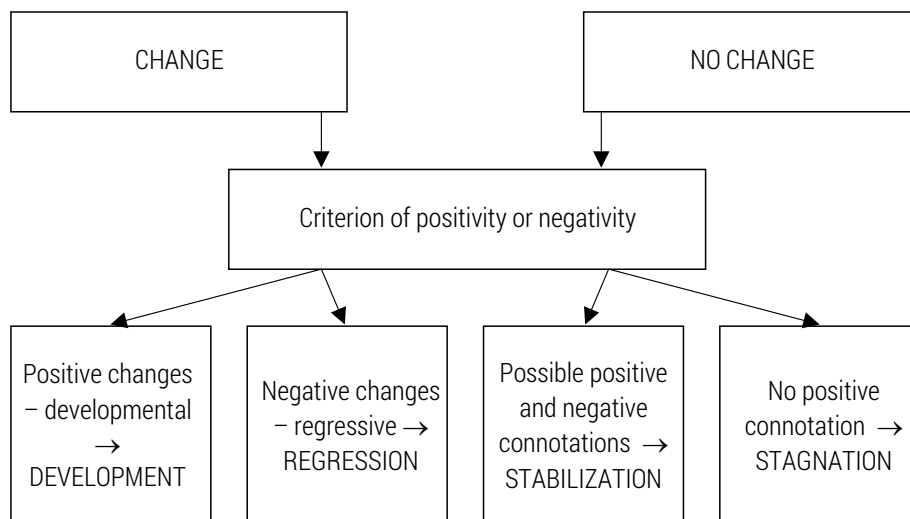 CHANGE
NO CHANGE
Criterion of positivity or negativity
Positive changes
– developmental
→
DEVELOPMENT
Negative changes
– regressive →
REGRESSION
Possible positive
and negative
connotations →
STABILIZATION
No positive
connotation →
STAGNATION